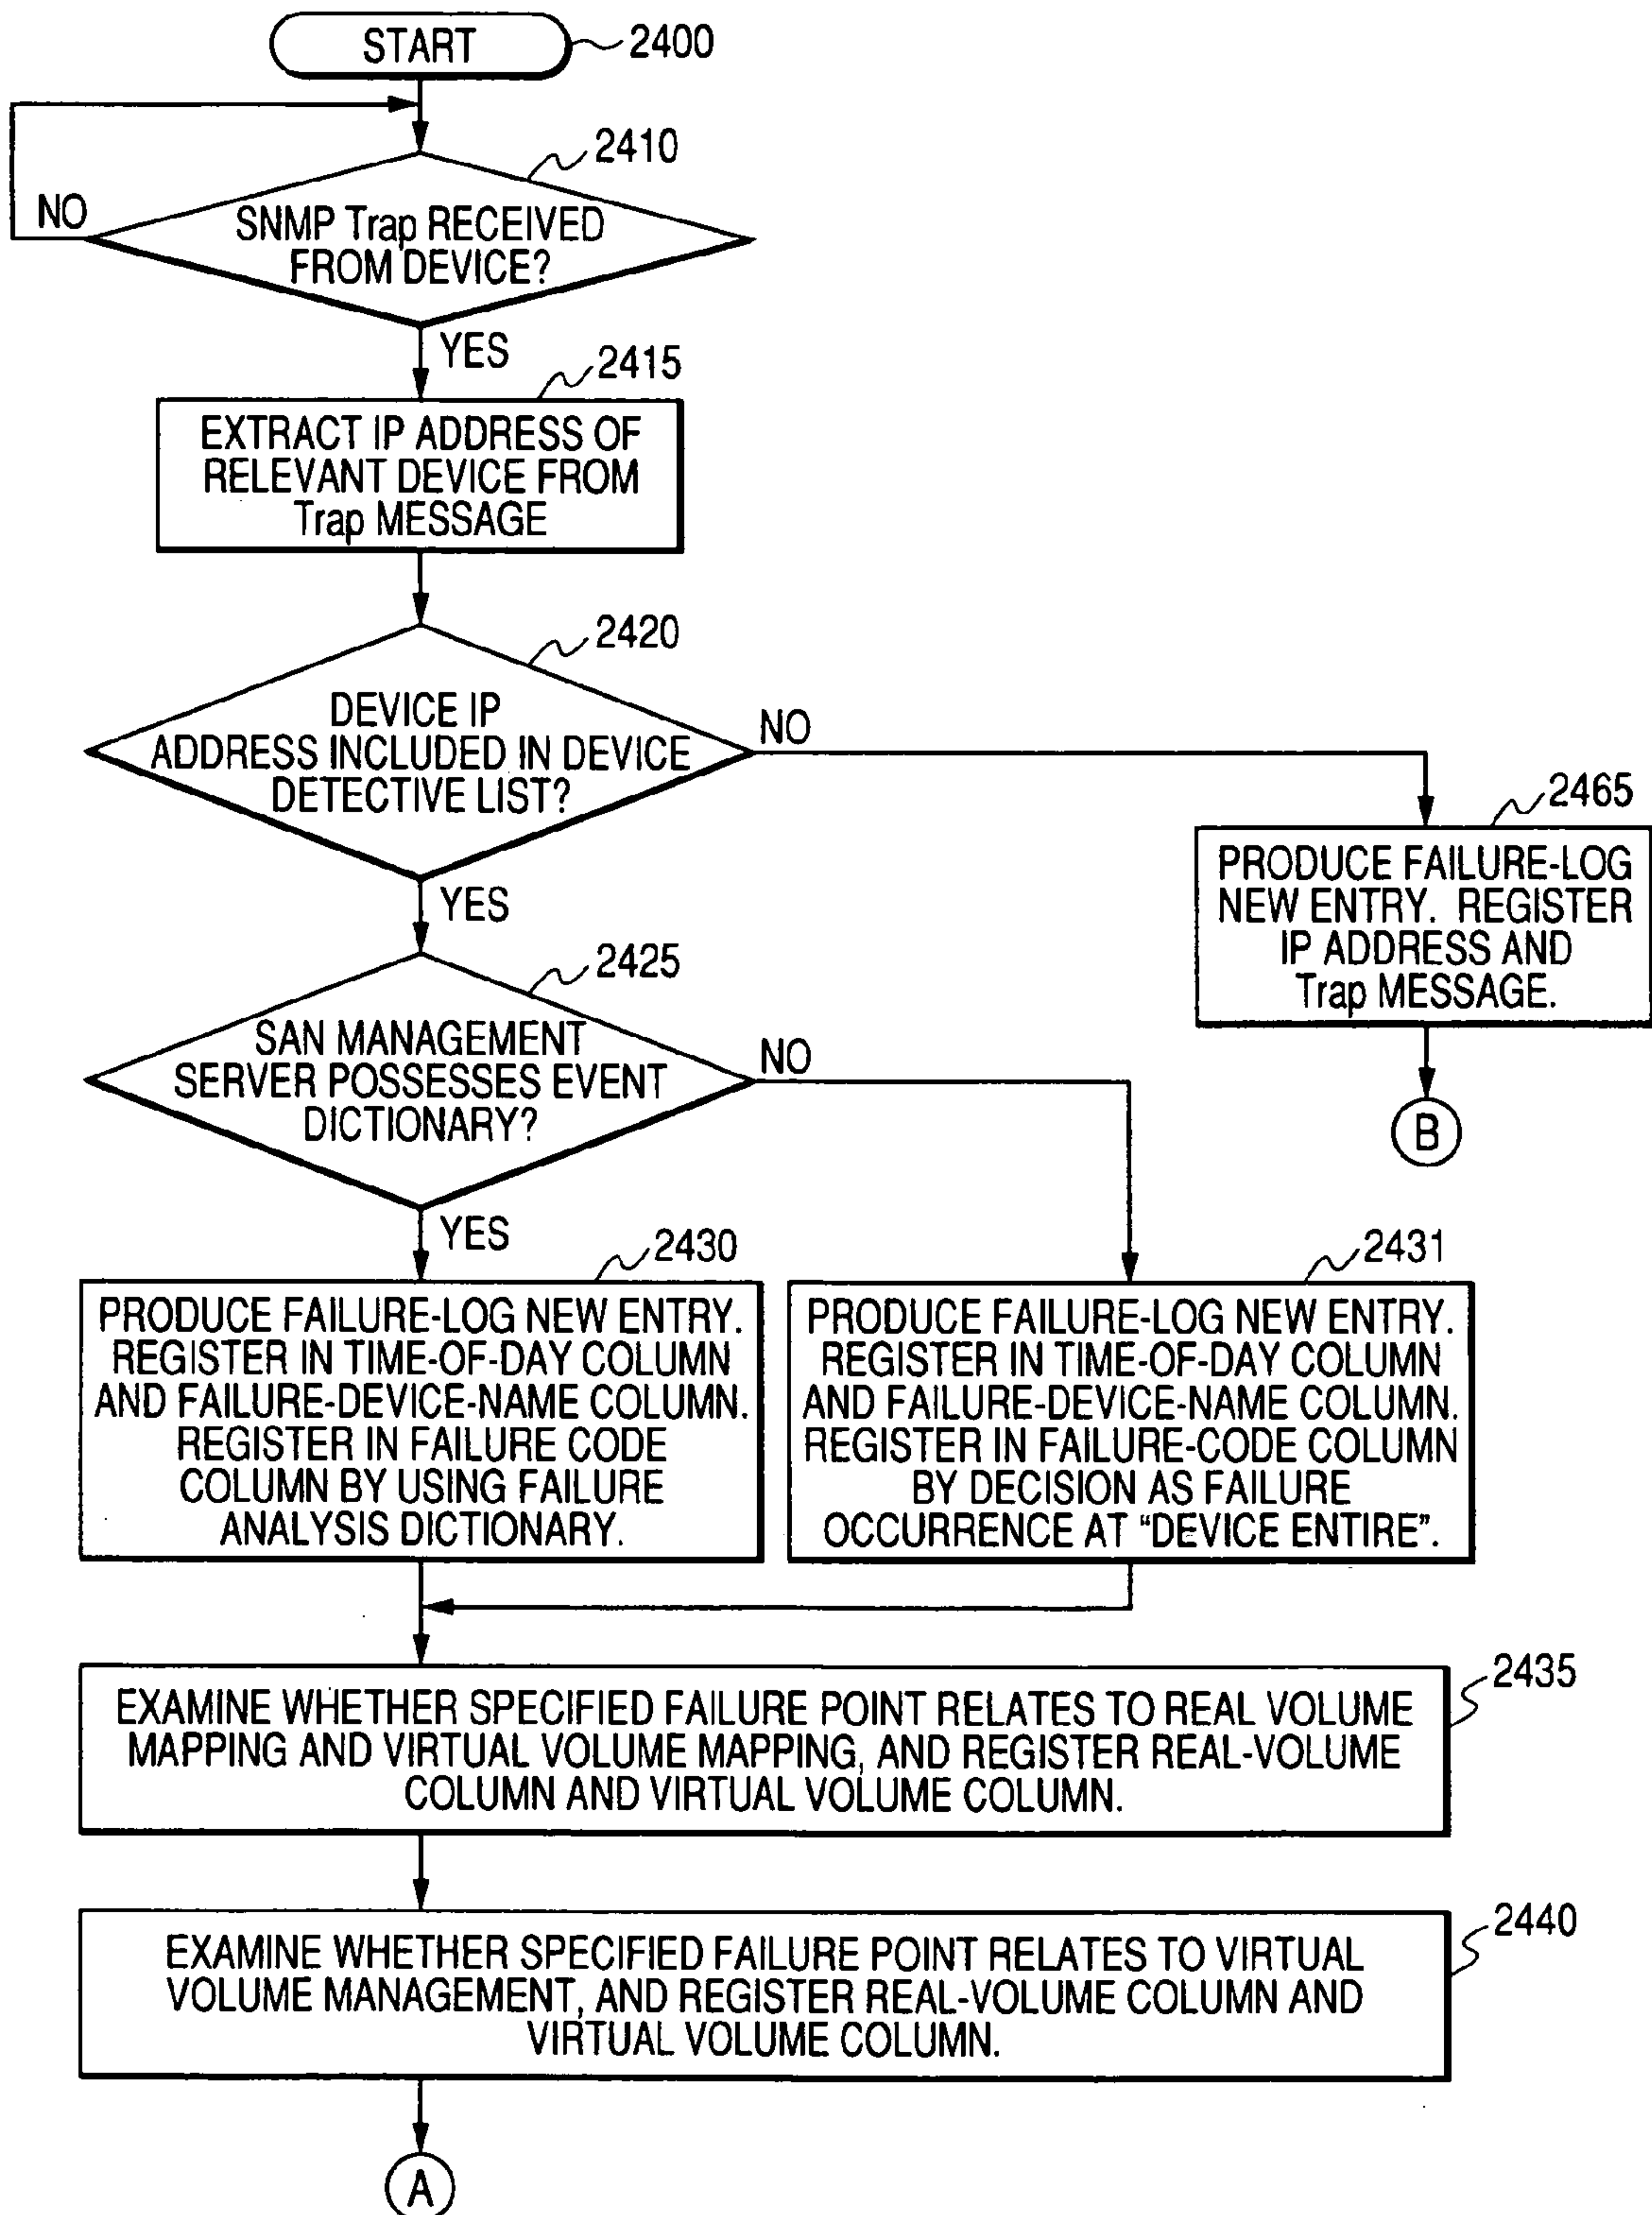 START
2400
2410
NO
SNMP Trap RECEIVED
FROM DEVICE?
YES
2415
EXTRACT IP ADDRESS OF
RELEVANT DEVICE FROM
Trap MESSAGE
2420
DEVICE IP
ADDRESS INCLUDED IN DEVICE
DETECTIVE LIST?
NO
YES
2465
PRODUCE FAILURE-LOG
NEW ENTRY. REGISTER
IP ADDRESS AND
Trap MESSAGE.
B
2425
SAN MANAGEMENT
SERVER POSSESSES EVENT
DICTIONARY?
NO
YES
2430
PRODUCE FAILURE-LOG NEW ENTRY.
REGISTER IN TIME-OF-DAY COLUMN
AND FAILURE-DEVICE-NAME COLUMN.
REGISTER IN FAILURE CODE
COLUMN BY USING FAILURE
ANALYSIS DICTIONARY.
2431
PRODUCE FAILURE-LOG NEW ENTRY.
REGISTER IN TIME-OF-DAY COLUMN
AND FAILURE-DEVICE-NAME COLUMN.
REGISTER IN FAILURE-CODE COLUMN
BY DECISION AS FAILURE
OCCURRENCE AT “DEVICE ENTIRE”.
2435
EXAMINE WHETHER SPECIFIED FAILURE POINT RELATES TO REAL VOLUME
MAPPING AND VIRTUAL VOLUME MAPPING, AND REGISTER REAL-VOLUME
COLUMN AND VIRTUAL VOLUME COLUMN.
2440
EXAMINE WHETHER SPECIFIED FAILURE POINT RELATES TO VIRTUAL
VOLUME MANAGEMENT, AND REGISTER REAL-VOLUME COLUMN AND
VIRTUAL VOLUME COLUMN.
A